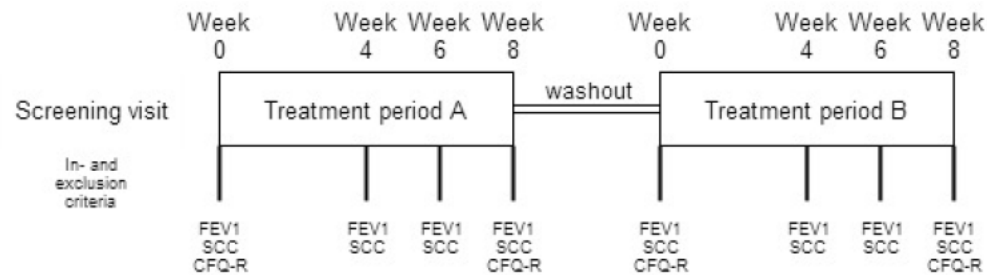 Week 0
Week 4
Week 6
Week 8
Week 0
Week 4
Week 6
Week 8
Screening visit
Treatment period A
washout
Treatment period B
In- and
exclusion
criteria
FEV1
SCC
CFQ-R
FEV1
SCC
FEV1
SCC
FEV1
SCC
CFQ-R
FEV1
SCC
CFQ-R
FEV1
SCC
FEV1
SCC
FEV1
SCC
CFQ-R